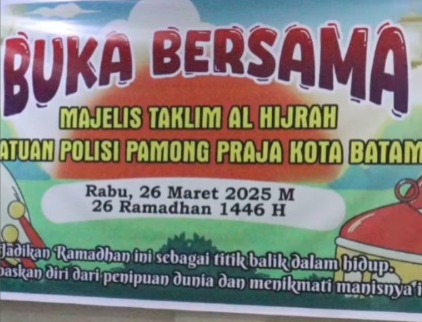 BUKA BERSAMA
MAJELIS TAKLIM AL HIJRAH
ATUAN POLISI PAMONG PRAJA KOTA BATAM
Rabu, 26 Maret 2025 M
26 Ramadhan 1446 H
Jadikan Ramadhan ini sebagai titik balik dalam hidup.
paskan diri dari penipuan dunia dan menikmati manisnya i